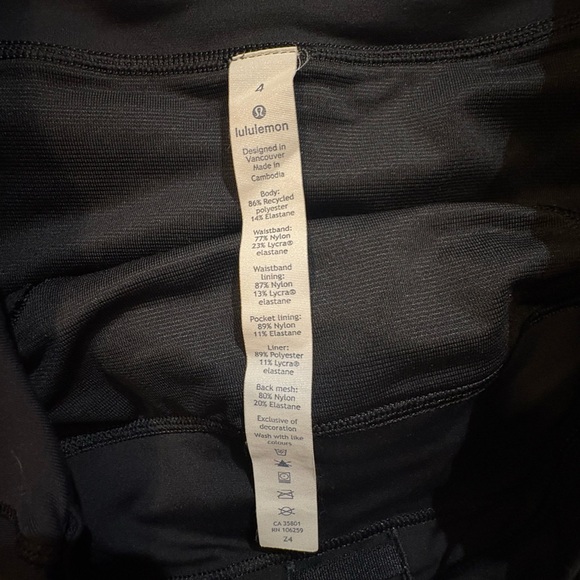 4
lululemon
Designed in
Vancouver
Made in
Cambodia
Body:
86% Recycled
polyester
14% Elastane
Waistband:
77% Nylon
23% Lycra®
elastane
Waistband
lining:
87% Nylon
13% Lycra®
elastane
Pocket lining:
89% Nylon
11% Elastane
Liner:
89% Polyester
11% Lycra®
elastane
Back mesh:
80% Nylon
20% Elastane
Exclusive of
decoration
Wash with like
colours
CA 35801
RN 106259
Z4